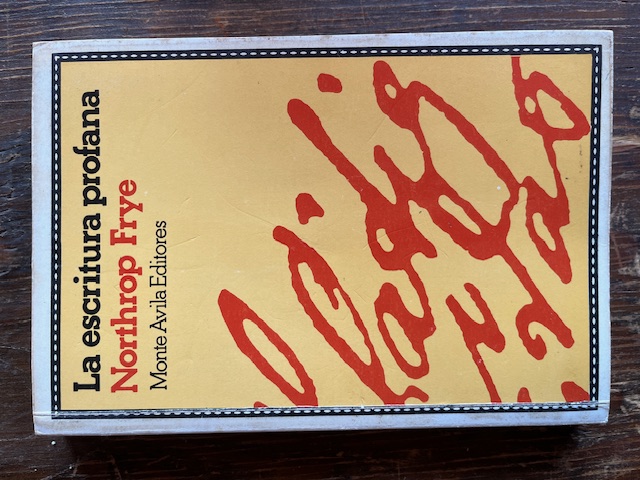 La escritura profana
Northrop Frye
Monte Avila Editores